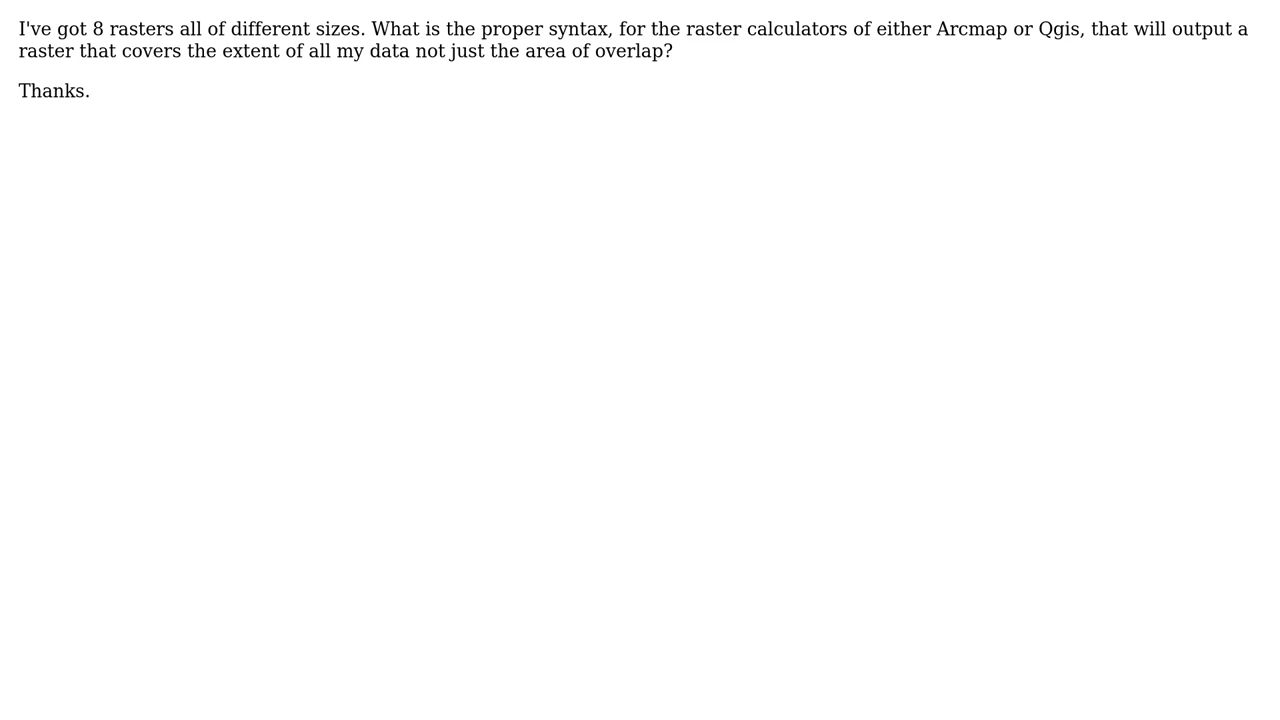 I've got 8 rasters all of different sizes. What is the proper syntax, for the raster calculators of either Arcmap or Qgis, that will output a
raster that covers the extent of all my data not just the area of overlap?
Thanks.